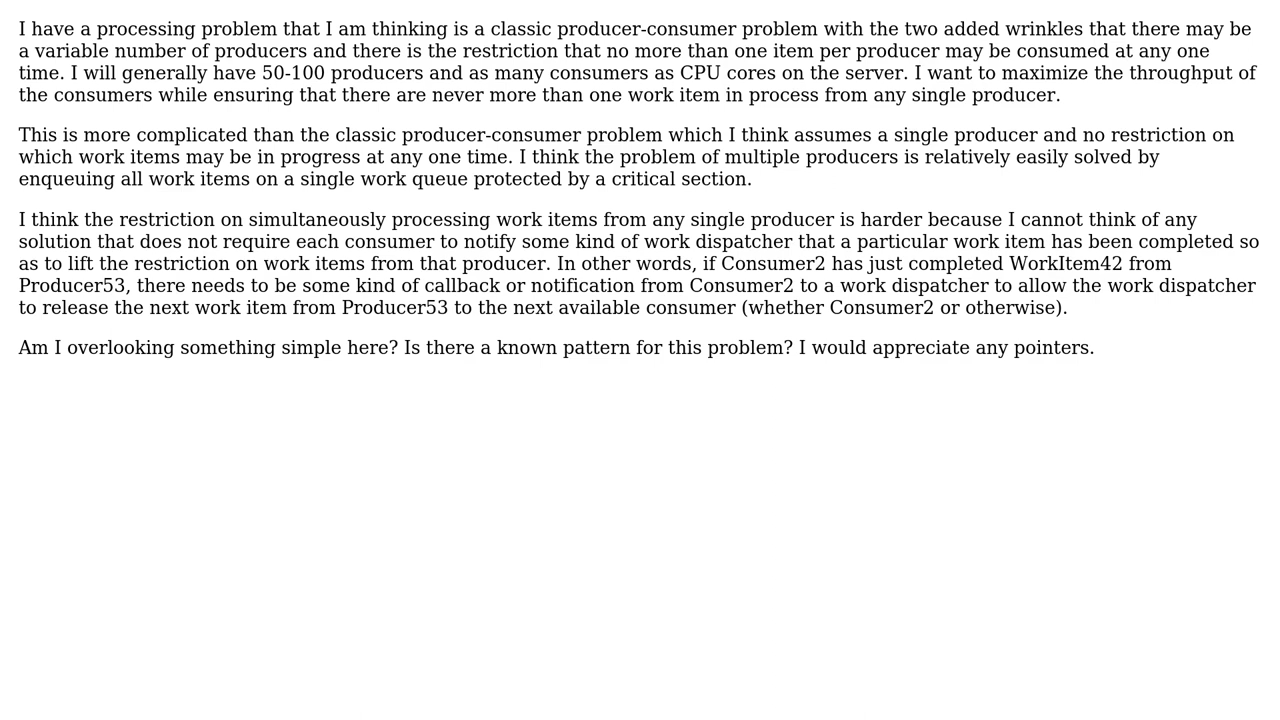 I have a processing problem that I am thinking is a classic producer-consumer problem with the two added wrinkles that there may be
a variable number of producers and there is the restriction that no more than one item per producer may be consumed at any one
time. I will generally have 50-100 producers and as many consumers as CPU cores on the server. I want to maximize the throughput of
the consumers while ensuring that there are never more than one work item in process from any single producer.
This is more complicated than the classic producer-consumer problem which I think assumes a single producer and no restriction on
which work items may be in progress at any one time. I think the problem of multiple producers is relatively easily solved by
enqueuing all work items on a single work queue protected by a critical section.
I think the restriction on simultaneously processing work items from any single producer is harder because I cannot think of any
solution that does not require each consumer to notify some kind of work dispatcher that a particular work item has been completed so
as to lift the restriction on work items from that producer. In other words, if Consumer2 has just completed WorkItem42 from
Producer53, there needs to be some kind of callback or notification from Consumer2 to a work dispatcher to allow the work dispatcher
to release the next work item from Producer53 to the next available consumer (whether Consumer2 or otherwise).
Am I overlooking something simple here? Is there a known pattern for this problem? I would appreciate any pointers.